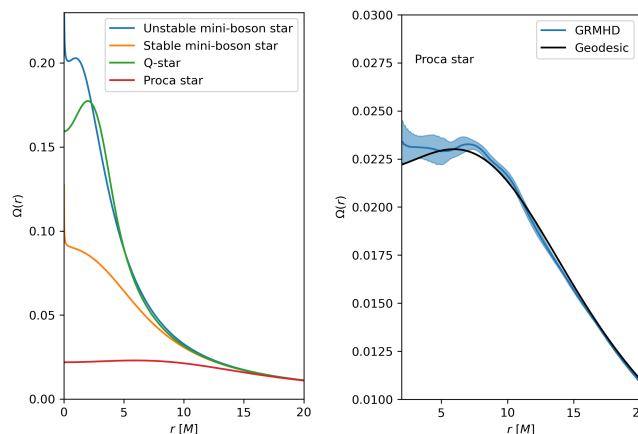 Unstable mini-boson star
Stable mini-boson star
Q-star
Proca star
0.20
0.15
0.10
0.05
0.00
Ω(r)
0
5
10
15
20
r [M]
GRMHD
Geodesic
Proca star
0.0300
0.0275
0.0250
0.0225
0.0200
0.0175
0.0150
0.0125
0.0100
Ω(r)
5
10
15
20
r [M]